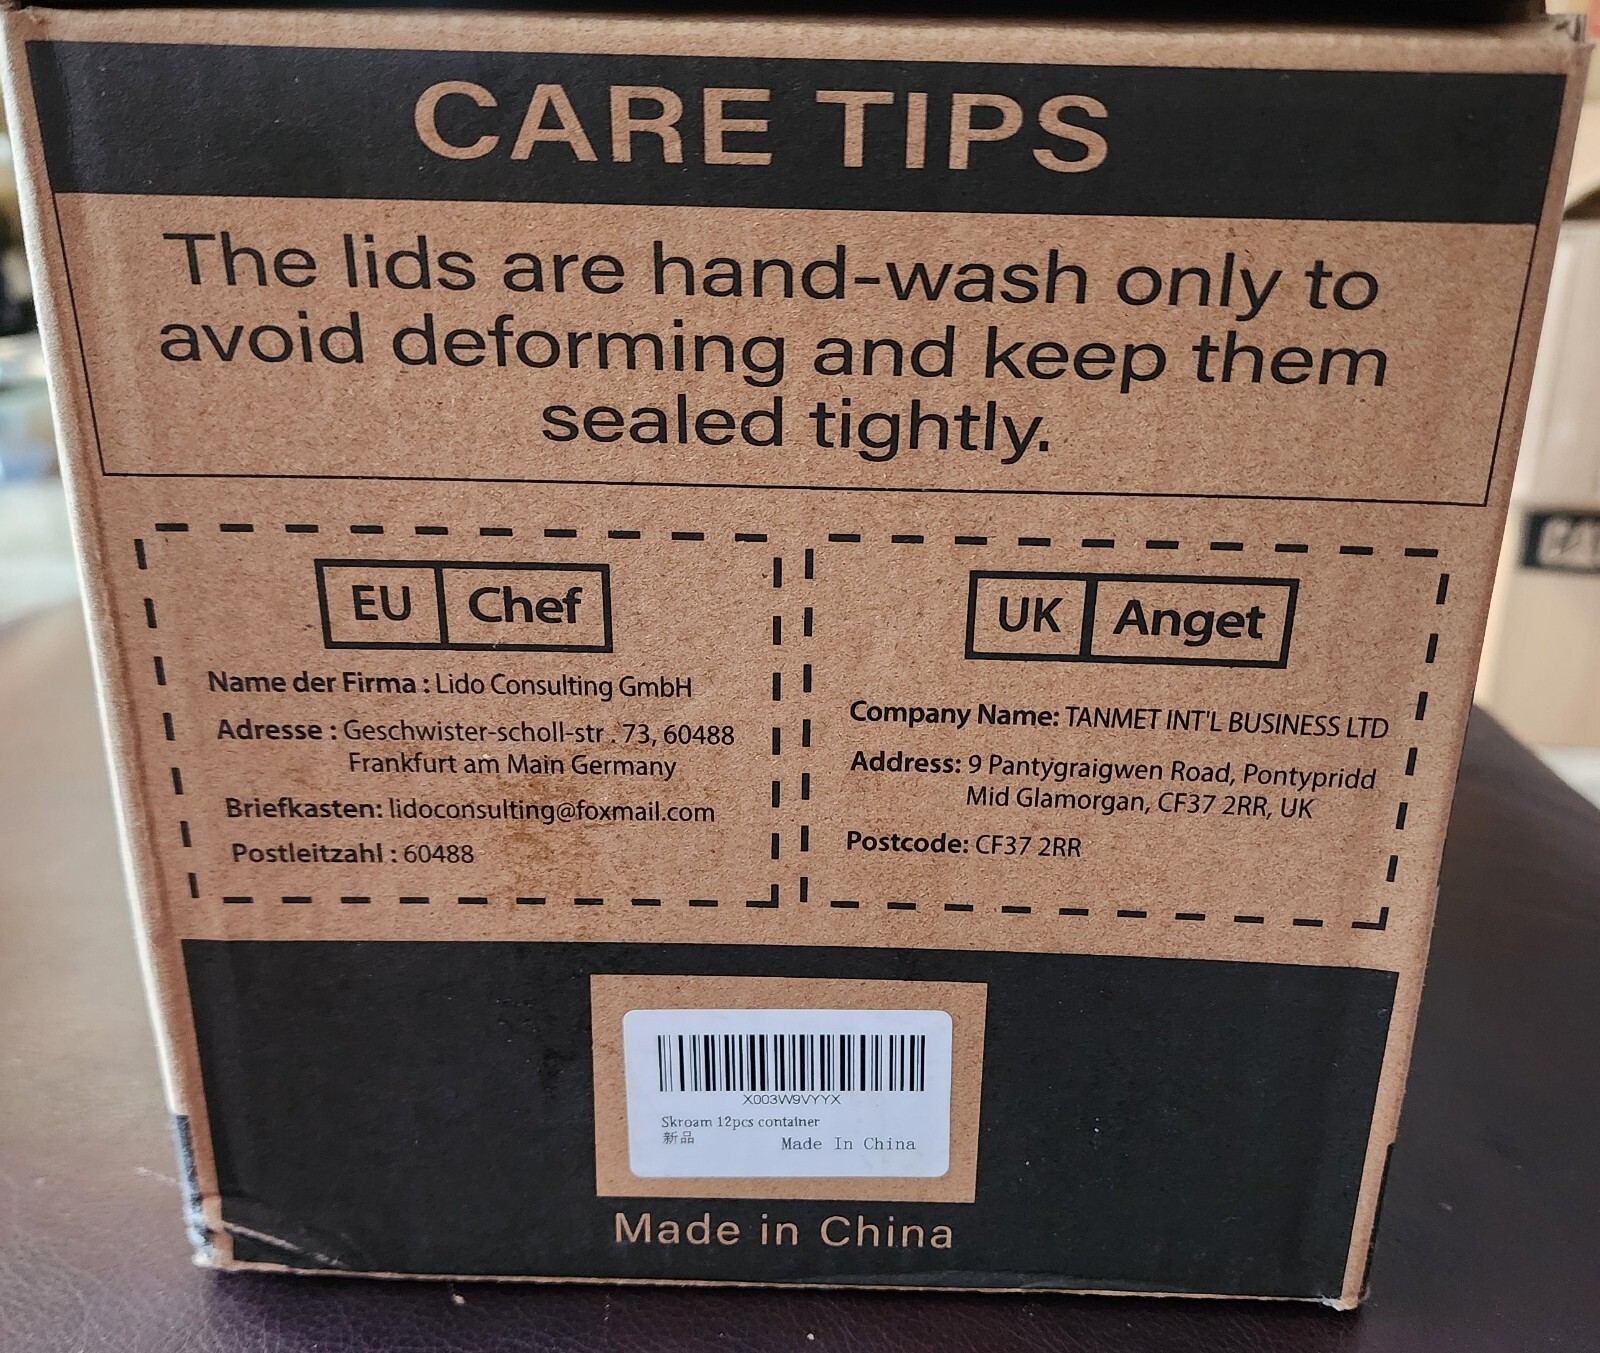 CARE TIPS
The lids are hand-wash only to
avoid deforming and keep them
sealed tightly.
EU Chef
Name der Firma : Lido Consulting GmbH
Adresse : Geschwister-scholl-str . 73, 60488
Frankfurt am Main Germany
Briefkasten: lidoconsulting@foxmail.com
Postleitzahl : 60488
UK Anget
Company Name: TANMET INT'L BUSINESS LTD
Address: 9 Pantygraigwen Road, Pontypridd
Mid Glamorgan, CF37 2RR, UK
Postcode: CF37 2RR
X003W9VYYX
Skroam 12pcs container
新品
Made In China
Made in China